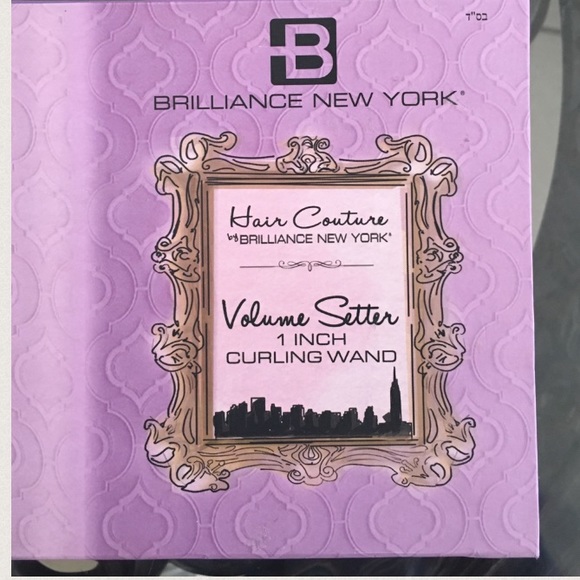 בס"ד
B
BRILLIANCE NEW YORK®
Hair Couture
by BRILLIANCE NEW YORK®
Volume Setter
1 INCH
CURLING WAND